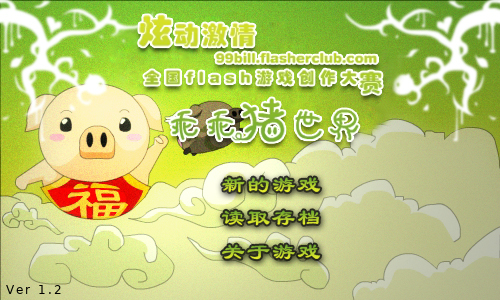 炫动激情
99bill.flasherclub.com
全国flash游戏创作大赛
乖乖猪世界
福
新的游戏
读取存档
关于游戏
Ver 1.2